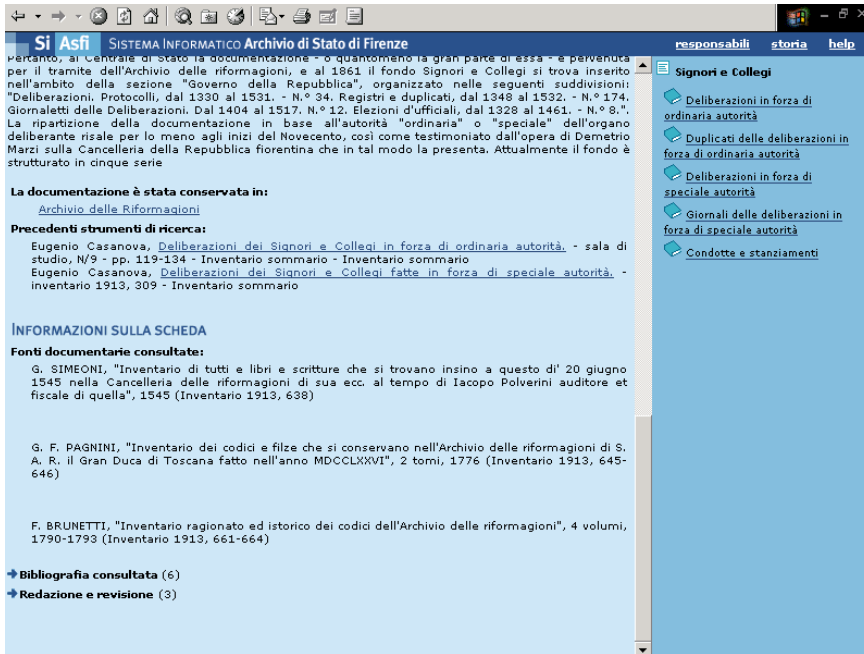 Si Asfi SISTEMA INFORMATICO Archivio di Stato di Firenze
responsabili storia help
Pertanto, al Centrale di Stato la documentazione - o quantomeno la gran parte di essa - è pervenuta
per il tramite dell'Archivio delle riformagioni, e al 1861 il fondo Signori e Collegi si trova inserito
nell'ambito della sezione "Governo della Repubblica", organizzato nelle seguenti suddivisioni:
"Deliberazioni. Protocolli, dal 1330 al 1531. - N.º 34. Registri e duplicati, dal 1348 al 1532. - N.º 174.
Giornaletti delle Deliberazioni. Dal 1404 al 1517. N.º 12. Elezioni d'ufficiali, dal 1328 al 1461. - N.º 8.".
La ripartizione della documentazione in base all'autorità "ordinaria" o "speciale" dell'organo
deliberante risale per lo meno agli inizi del Novecento, così come testimoniato dall'opera di Demetrio
Marzi sulla Cancelleria della Repubblica fiorentina che in tal modo la presenta. Attualmente il fondo è
strutturato in cinque serie
La documentazione è stata conservata in:
Archivio delle Riformagioni
Precedenti strumenti di ricerca:
Eugenio Casanova, Deliberazioni dei Signori e Collegi in forza di ordinaria autorità. - sala di
studio, N/9 - pp. 119-134 - Inventario sommario - Inventario sommario
Eugenio Casanova, Deliberazioni dei Signori e Collegi fatte in forza di speciale autorità. -
inventario 1913, 309 - Inventario sommario
INFORMAZIONI SULLA SCHEDA
Fonti documentarie consultate:
G. SIMEONI, "Inventario di tutti e libri e scritture che si trovano insino a questo di' 20 giugno
1545 nella Cancelleria delle riformagioni di sua ecc. al tempo di Iacopo Polverini auditore et
fiscale di quella", 1545 (Inventario 1913, 638)
G. F. PAGNINI, "Inventario dei codici e filze che si conservano nell'Archivio delle riformagioni di S.
A. R. il Gran Duca di Toscana fatto nell'anno MDCCLXXVI", 2 tomi, 1776 (Inventario 1913, 645-
646)
F. BRUNETTI, "Inventario ragionato ed istorico dei codici dell'Archivio delle riformagioni", 4 volumi,
1790-1793 (Inventario 1913, 661-664)
Bibliografia consultata (6)
Redazione e revisione (3)
Signori e Collegi
Deliberazioni in forza di
ordinaria autorità
Duplicati delle deliberazioni in
forza di ordinaria autorità
Deliberazioni in forza di
speciale autorità
Giornali delle deliberazioni in
forza di speciale autorità
Condotte e stanziamenti